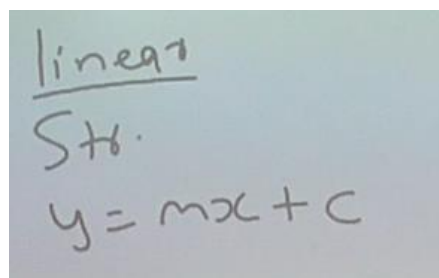 linear
Str.
y = mx + c